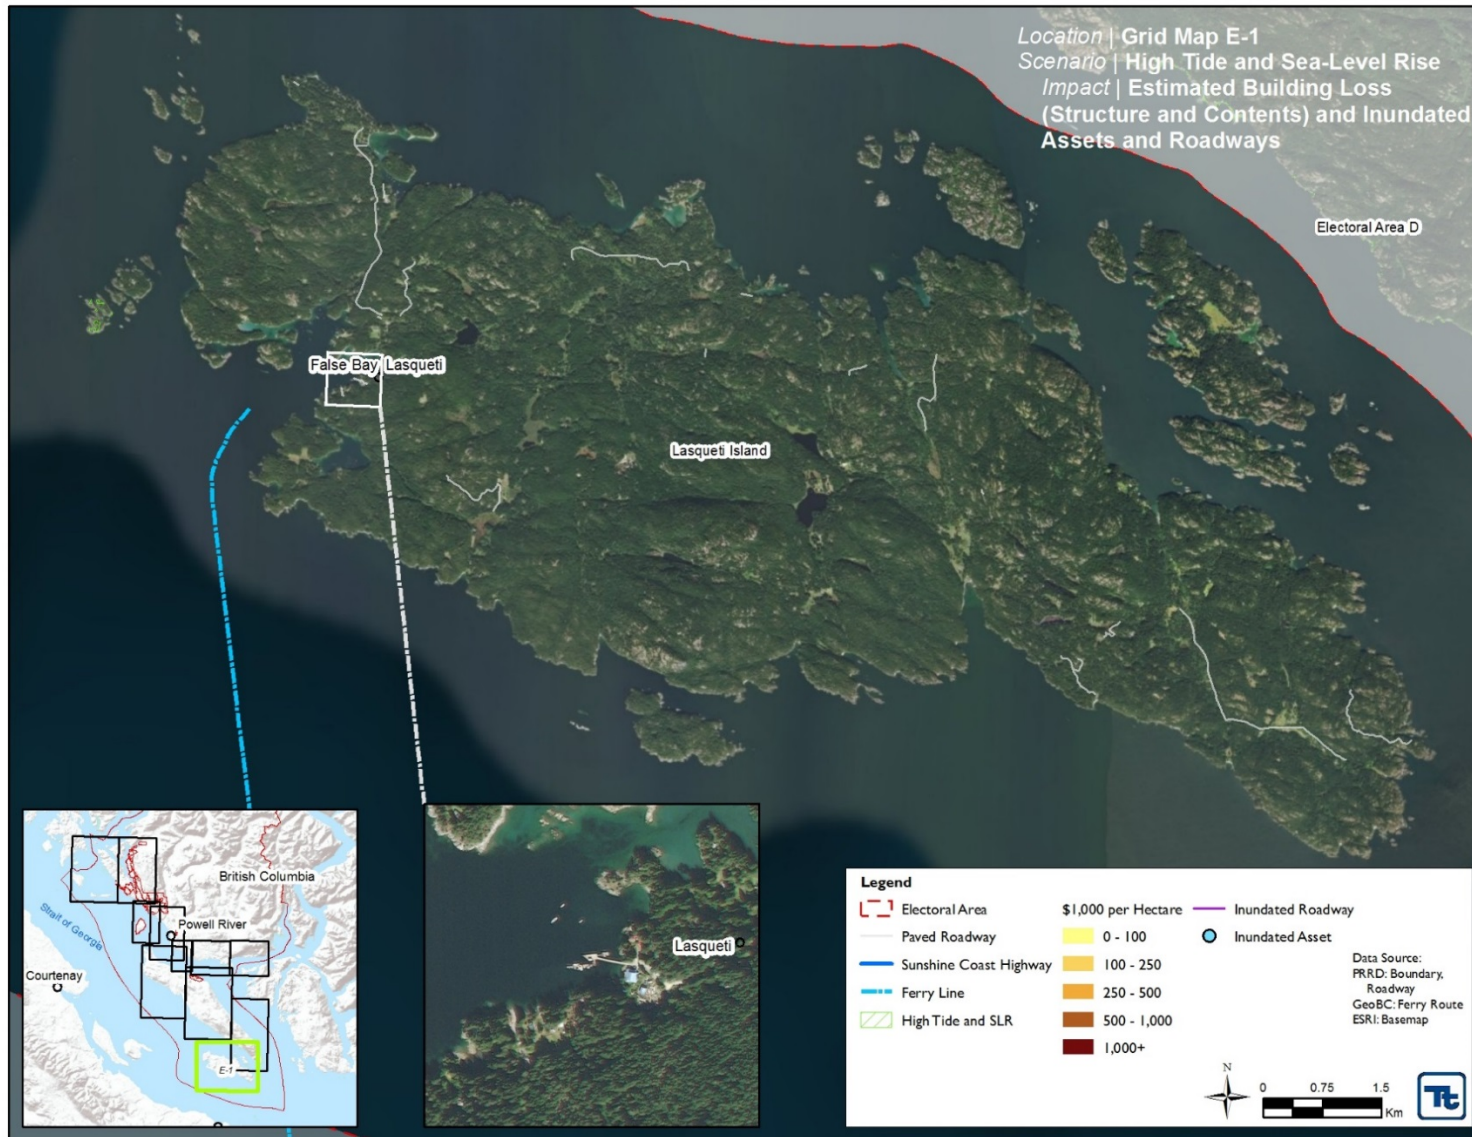 Location | Grid Map E-1
Scenario | High Tide and Sea-Level Rise
Impact | Estimated Building Loss
(Structure and Contents) and Inundated
Assets and Roadways
Electoral Area D
False Bay
Lasqueti
Lasqueti Island
British Columbia
Strait of Georgia
Powell River
Courtenay
E-1
Lasqueti
Legend
Electoral Area
Paved Roadway
Sunshine Coast Highway
Ferry Line
High Tide and SLR
$1,000 per Hectare
0 - 100
100 - 250
250 - 500
500 - 1,000
1,000+
Inundated Roadway
Inundated Asset
Data Source:
PRRD: Boundary,
Roadway
GeoBC: Ferry Route
ESRI: Basemap
N
0 0.75 1.5
Km
Tt